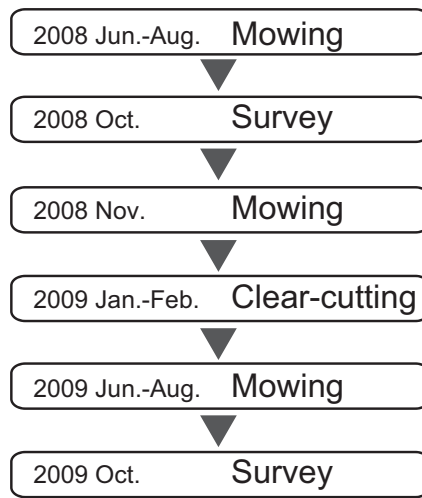 2008 Jun.-Aug. Mowing
2008 Oct. Survey
2008 Nov. Mowing
2009 Jan.-Feb. Clear-cutting
2009 Jun.-Aug. Mowing
2009 Oct. Survey